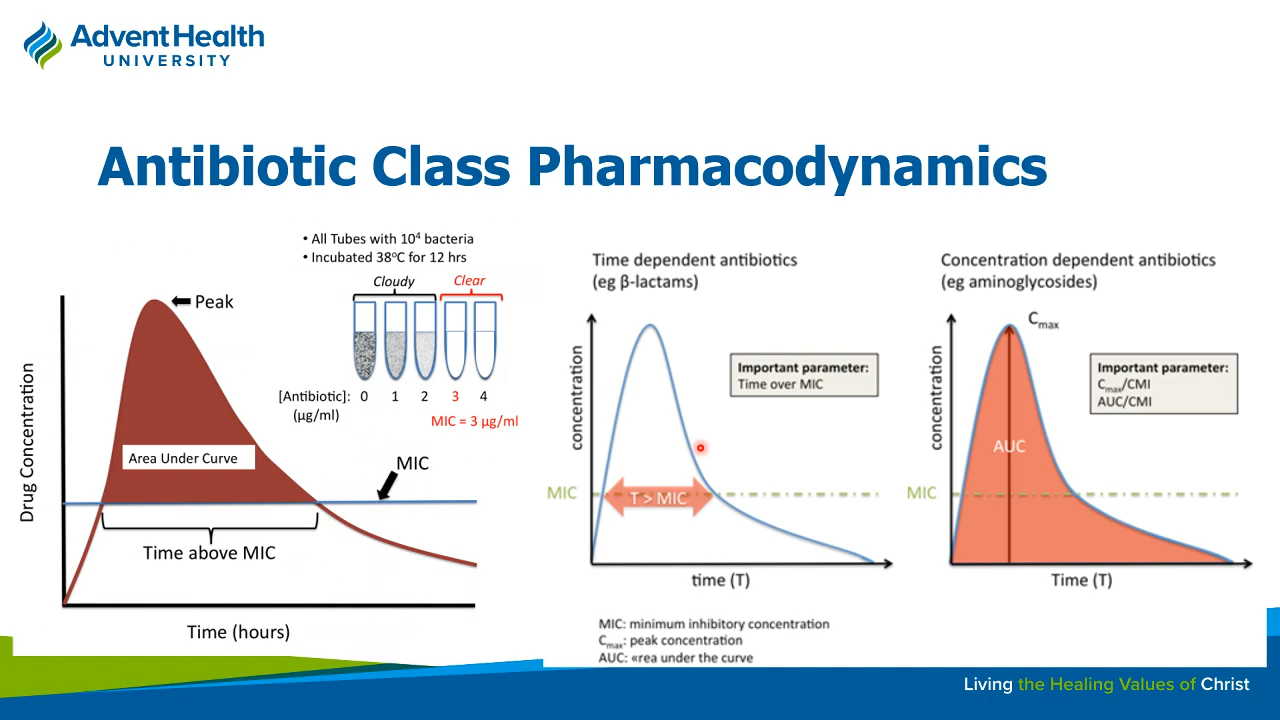 AdventHealth
UNIVERSITY
Antibiotic Class Pharmacodynamics
• All Tubes with 10⁴ bacteria
• Incubated 38°C for 12 hrs
Cloudy
Clear
[Antibiotic]: 0 1 2 3 4
(µg/ml)
MIC = 3 µg/ml
Peak
Area Under Curve
MIC
Time above MIC
Drug Concentration
Time (hours)
Time dependent antibiotics
(eg β-lactams)
concentration
Important parameter:
Time over MIC
MIC
T > MIC
time (T)
Concentration dependent antibiotics
(eg aminoglycosides)
Cmax
concentration
Important parameter:
Cmax/CMI
AUC/CMI
AUC
MIC
Time (T)
MIC: minimum inhibitory concentration
Cmax: peak concentration
AUC: «rea under the curve
Living the Healing Values of Christ